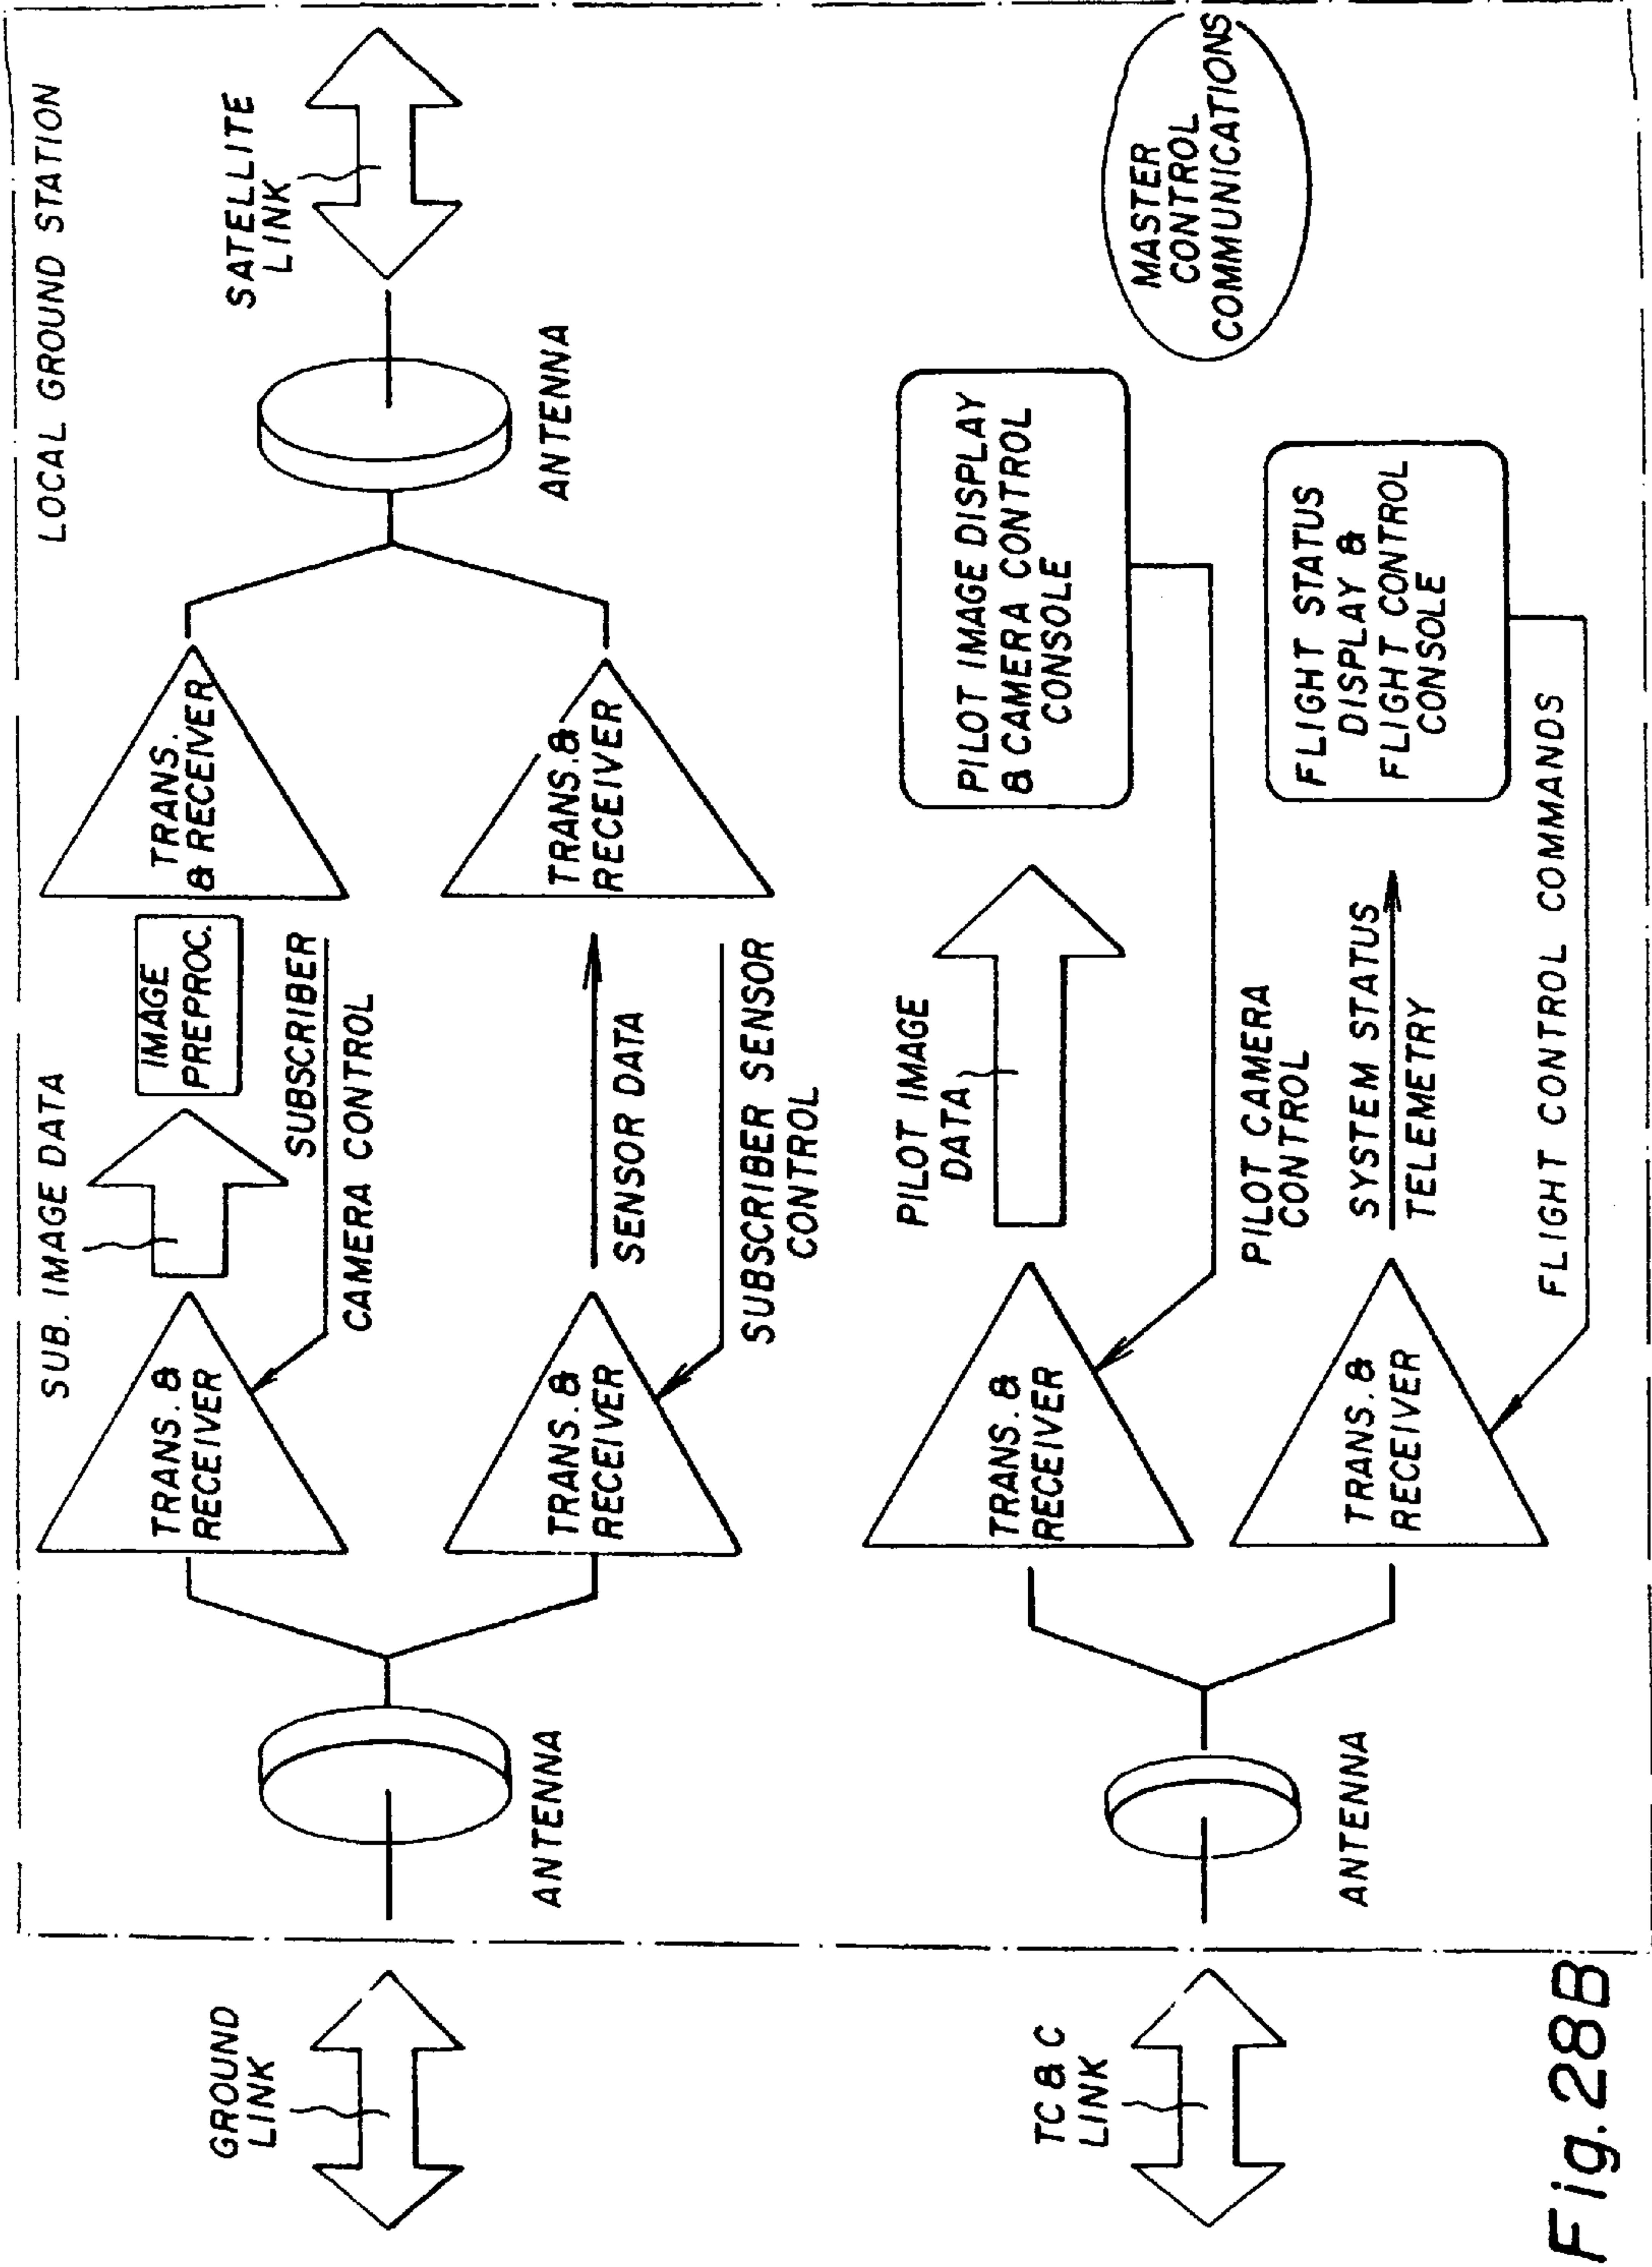 LOCAL GROUND STATION
SUB. IMAGE DATA
GROUND
LINK
ANTENNA
TRANS. &
RECEIVER
IMAGE
PREPROC.
SUBSCRIBER
CAMERA CONTROL
TRANS.
& RECEIVER
TRANS. &
RECEIVER
SENSOR DATA
SUBSCRIBER SENSOR
CONTROL
TRANS. &
RECEIVER
ANTENNA
SATELLITE
LINK
TC & C
LINK
ANTENNA
TRANS. &
RECEIVER
PILOT IMAGE
DATA
PILOT IMAGE DISPLAY
& CAMERA CONTROL
CONSOLE
PILOT CAMERA
CONTROL
MASTER
CONTROL
COMMUNICATIONS
TRANS. &
RECEIVER
SYSTEM STATUS
TELEMETRY
FLIGHT STATUS
DISPLAY &
FLIGHT CONTROL
CONSOLE
FLIGHT CONTROL COMMANDS
Fig. 28B